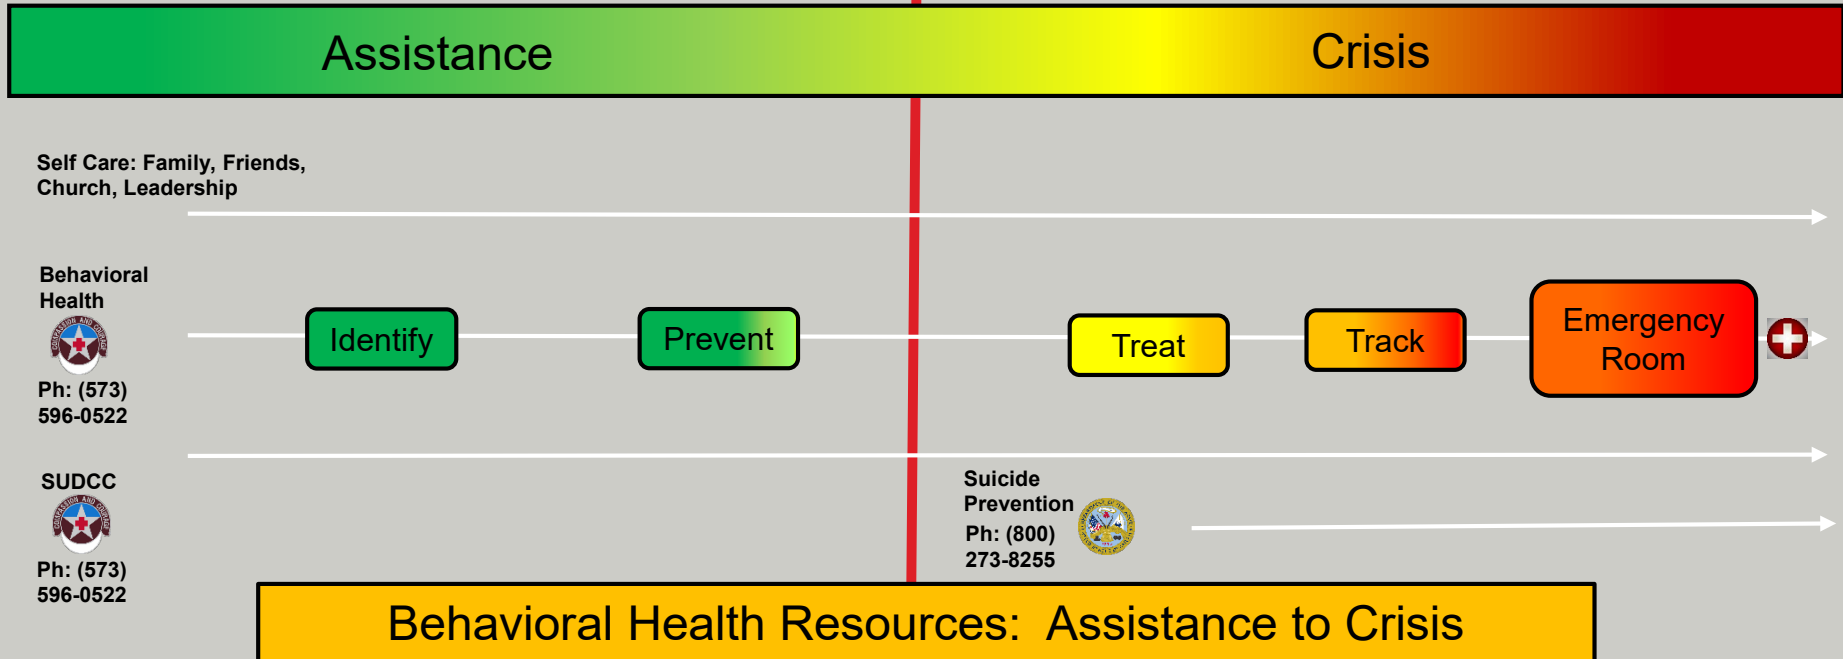 Assistance
Crisis
Self Care: Family, Friends,
Church, Leadership
Behavioral
Health
Ph: (573)
596-0522
Identify
Prevent
Treat
Track
Emergency
Room
SUDCC
Ph: (573)
596-0522
Suicide
Prevention
Ph: (800)
273-8255
Behavioral Health Resources: Assistance to Crisis